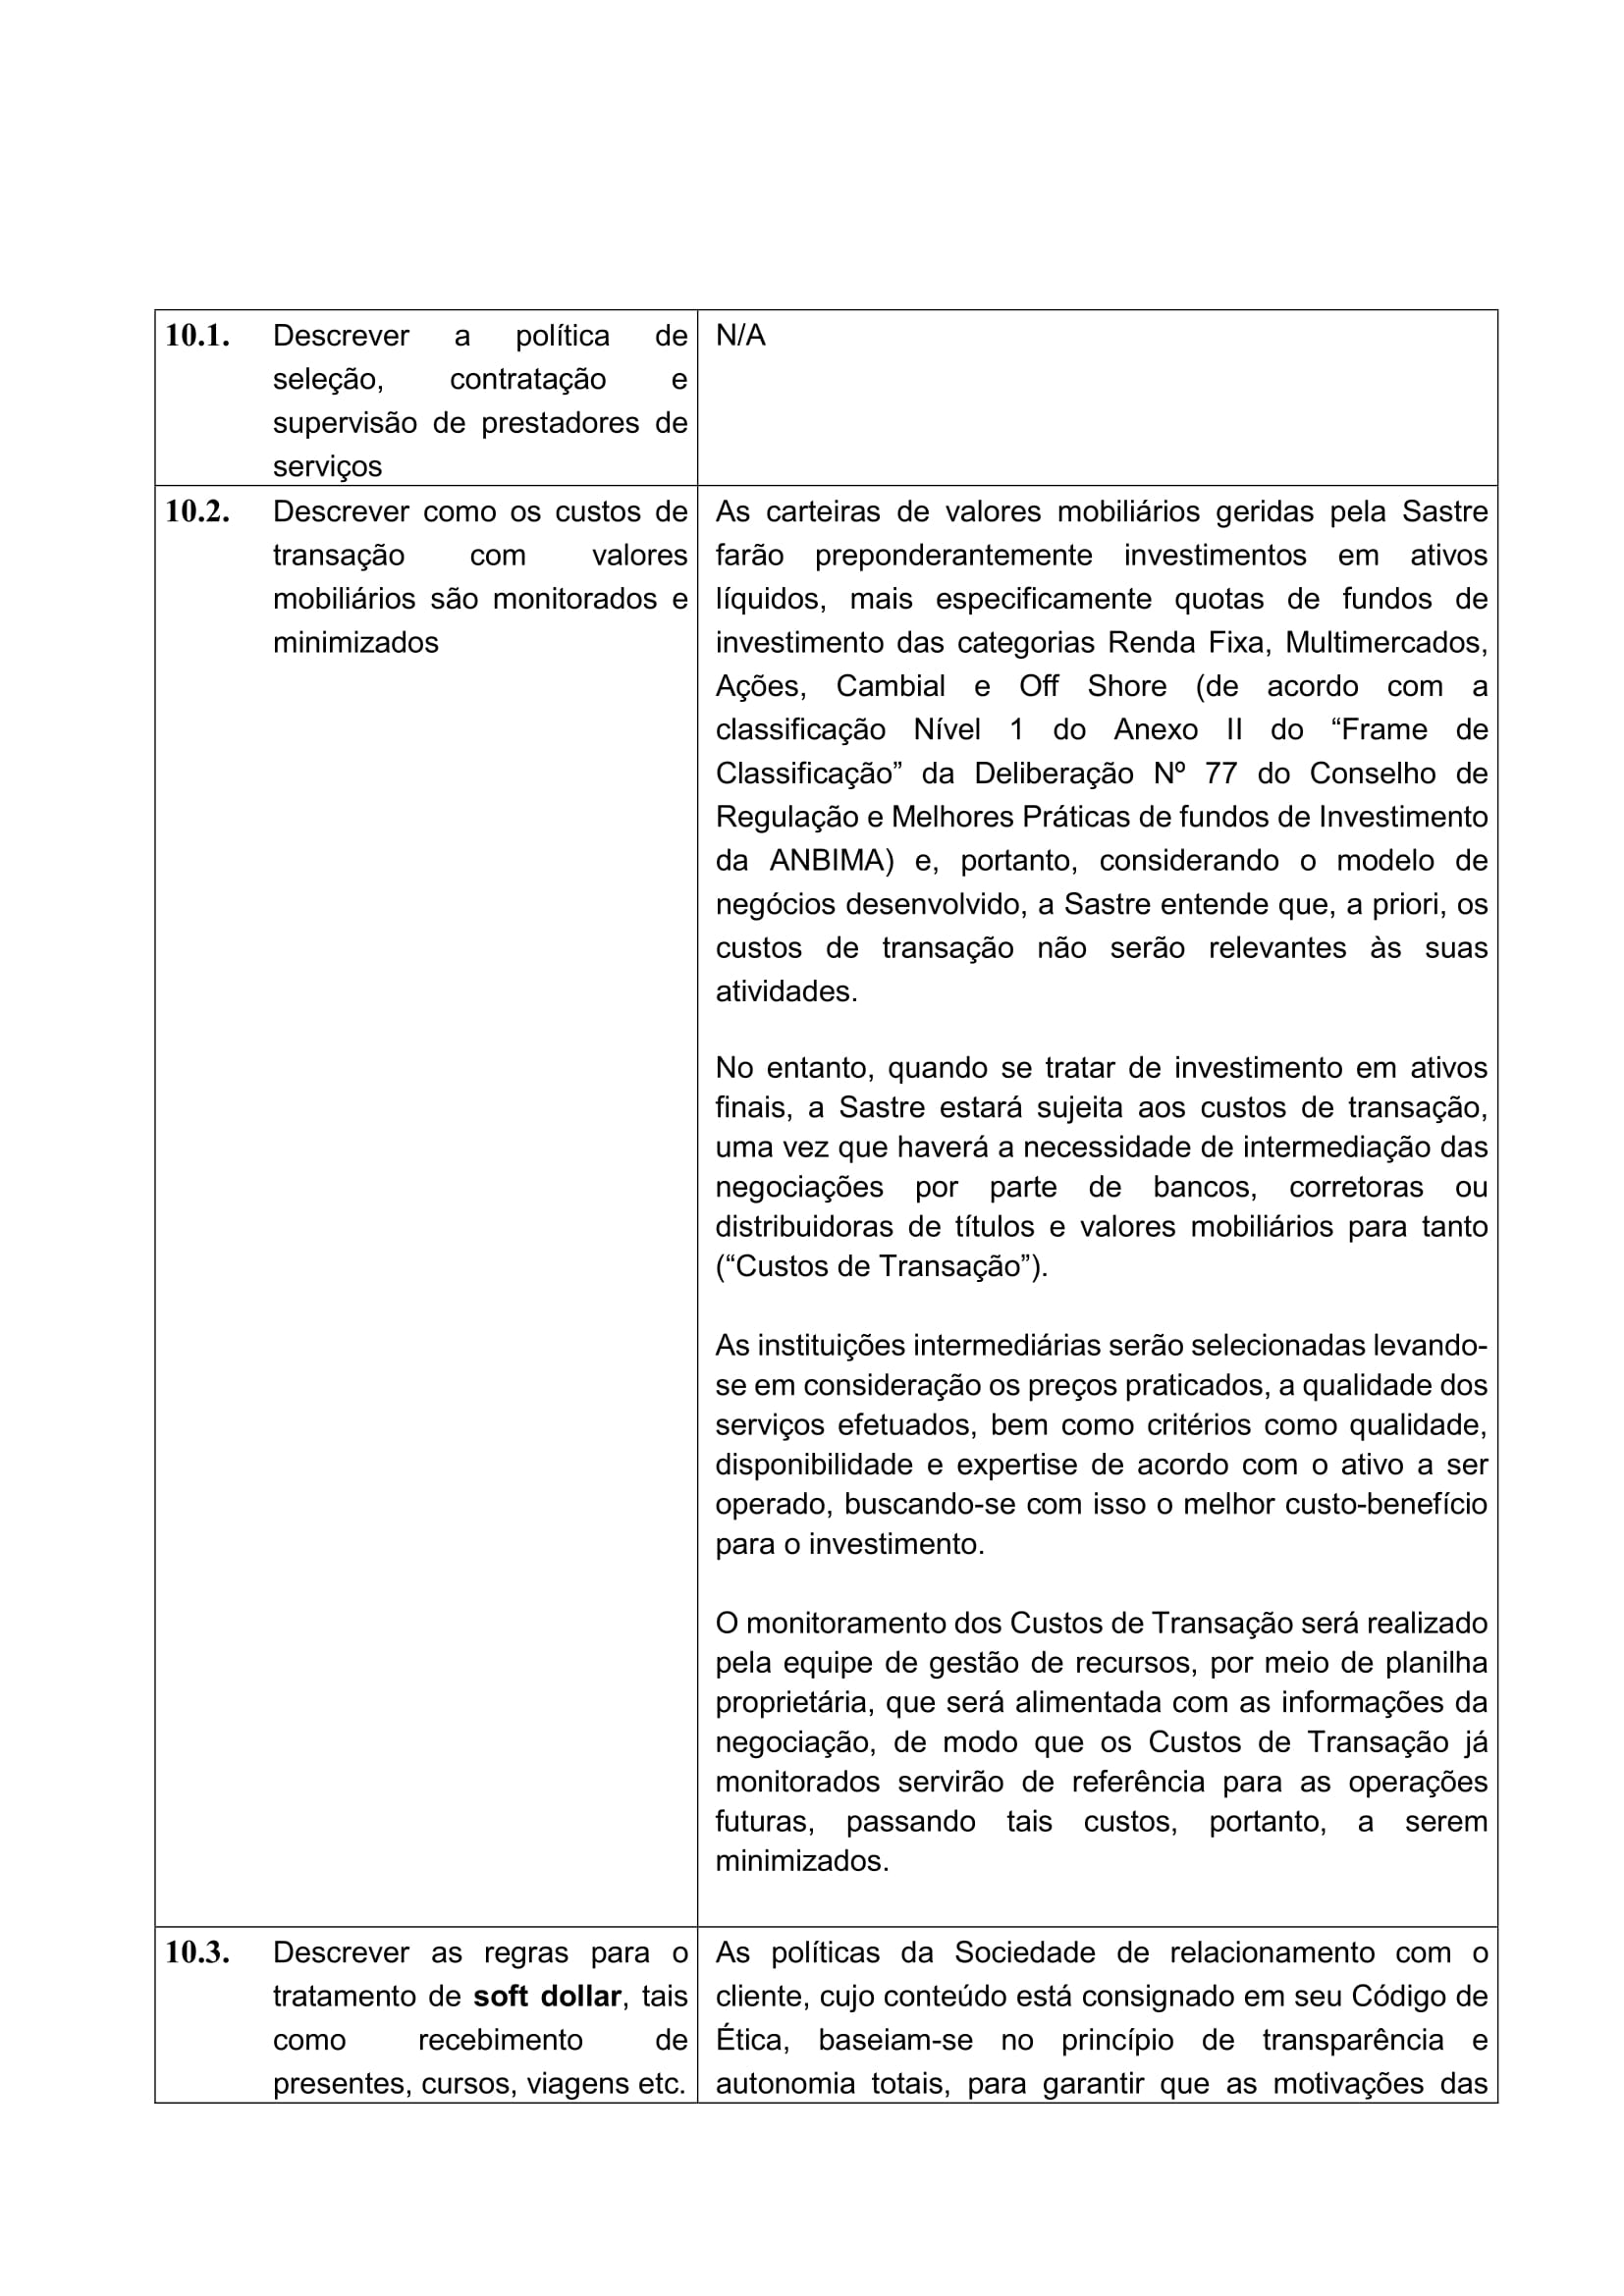 10.1. Descrever a política de
seleção, contratação e
supervisão de prestadores de
serviços
N/A
10.2. Descrever como os custos de
transação com valores
mobiliários são monitorados e
minimizados
As carteiras de valores mobiliários geridas pela Sastre
farão preponderantemente investimentos em ativos
líquidos, mais especificamente quotas de fundos de
investimento das categorias Renda Fixa, Multimercados,
Ações, Cambial e Off Shore (de acordo com a
classificação Nível 1 do Anexo II do “Frame de
Classificação” da Deliberação Nº 77 do Conselho de
Regulação e Melhores Práticas de fundos de Investimento
da ANBIMA) e, portanto, considerando o modelo de
negócios desenvolvido, a Sastre entende que, a priori, os
custos de transação não serão relevantes às suas
atividades.
No entanto, quando se tratar de investimento em ativos
finais, a Sastre estará sujeita aos custos de transação,
uma vez que haverá a necessidade de intermediação das
negociações por parte de bancos, corretoras ou
distribuidoras de títulos e valores mobiliários para tanto
(“Custos de Transação”).
As instituições intermediárias serão selecionadas levando-
se em consideração os preços praticados, a qualidade dos
serviços efetuados, bem como critérios como qualidade,
disponibilidade e expertise de acordo com o ativo a ser
operado, buscando-se com isso o melhor custo-benefício
para o investimento.
O monitoramento dos Custos de Transação será realizado
pela equipe de gestão de recursos, por meio de planilha
proprietária, que será alimentada com as informações da
negociação, de modo que os Custos de Transação já
monitorados servirão de referência para as operações
futuras, passando tais custos, portanto, a serem
minimizados.
10.3. Descrever as regras para o
tratamento de soft dollar, tais
como recebimento de
presentes, cursos, viagens etc.
As políticas da Sociedade de relacionamento com o
cliente, cujo conteúdo está consignado em seu Código de
Ética, baseiam-se no princípio de transparência e
autonomia totais, para garantir que as motivações das